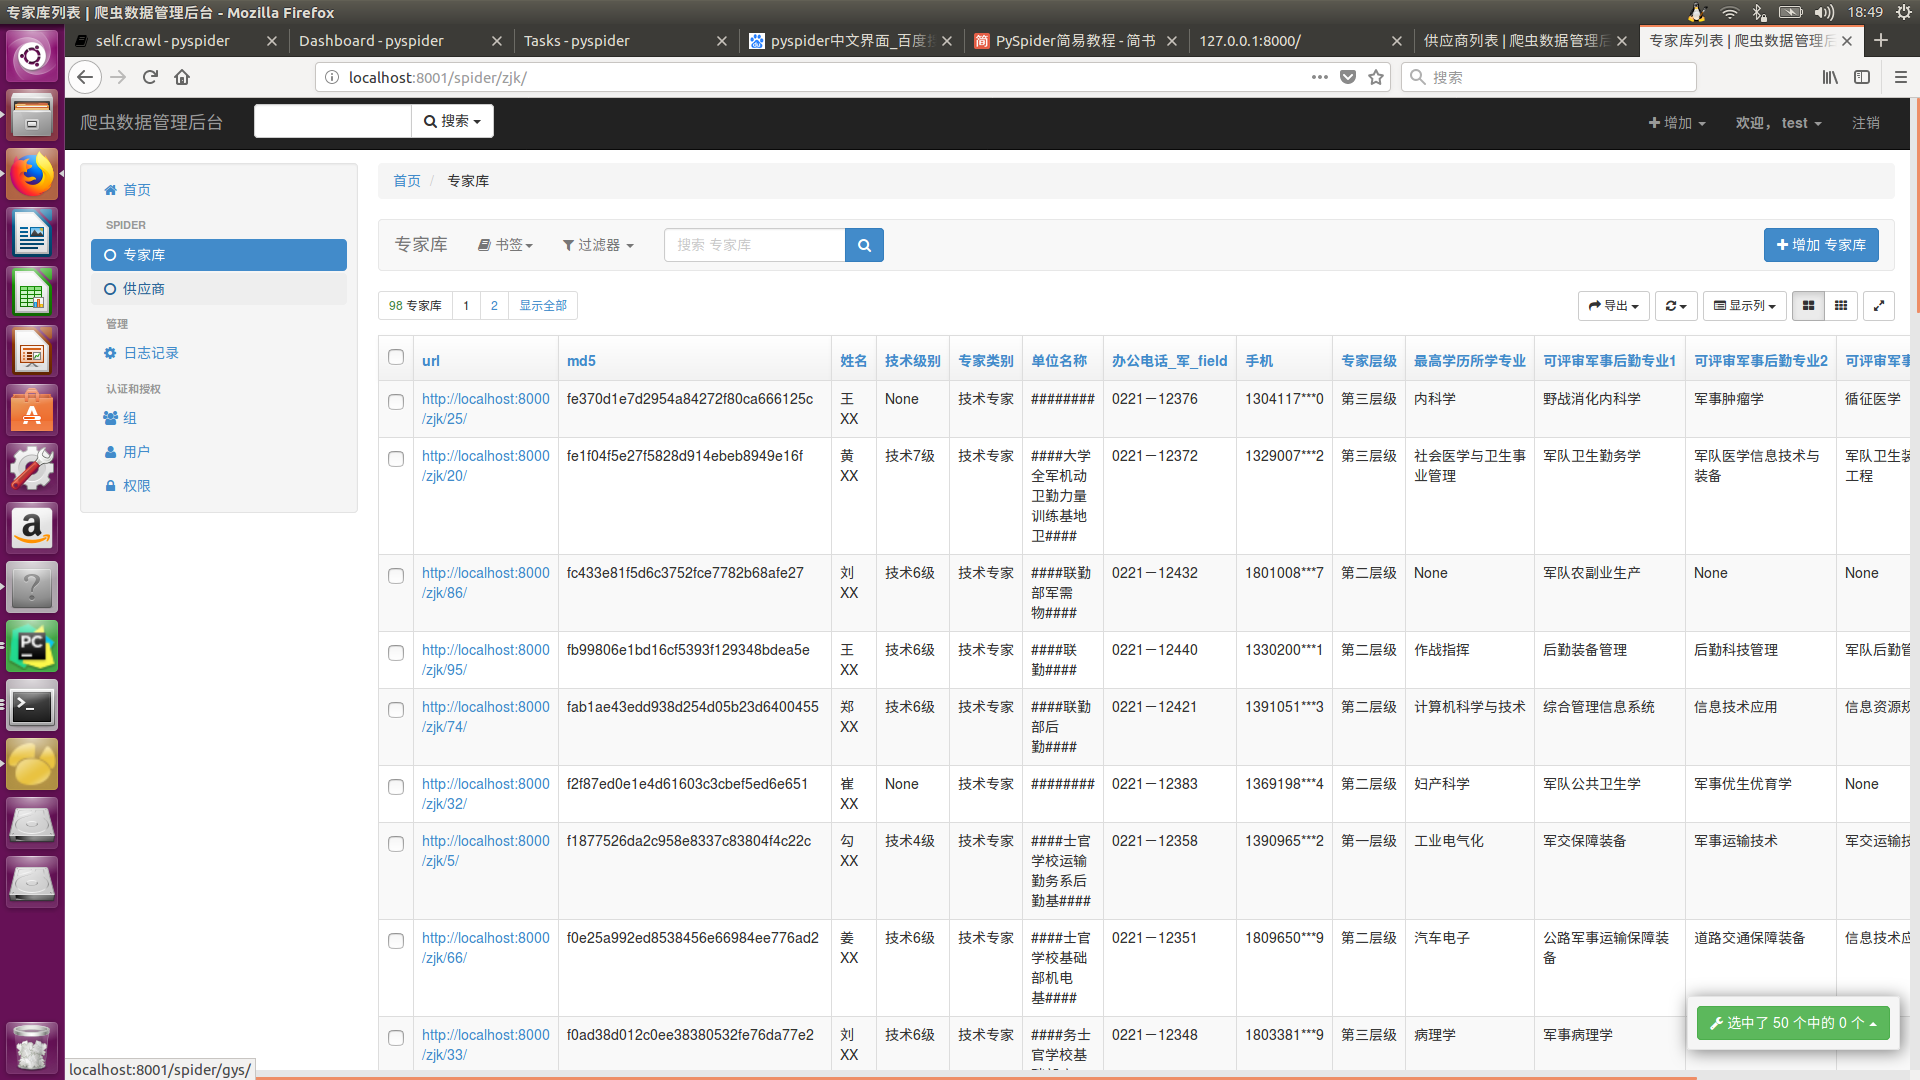 专家库列表 | 爬虫数据管理后台 - Mozilla Firefox
18:49
self.crawl - pyspider
Dashboard - pyspider
Tasks - pyspider
pyspider中文界面_百度
PySpider简易教程 - 简书
127.0.0.1:8000/
供应商列表 | 爬虫数据管理后
专家库列表 | 爬虫数据管理后
localhost:8001/spider/zjk/
搜索
爬虫数据管理后台
搜索
增加
欢迎， test
注销
首页
SPIDER
专家库
供应商
管理
日志记录
认证和授权
组
用户
权限
首页 / 专家库
专家库
书签
过滤器
搜索 专家库
增加 专家库
98 专家库
1
2
显示全部
导出
显示列
url md5 姓名 技术级别 专家类别 单位名称 办公电话_军_field 手机 专家层级 最高学历所学专业 可评审军事后勤专业1 可评审军事后勤专业2 可评审军事
http://localhost:8000 fe370d1e7d2954a84272f80ca666125c 王 None 技术专家 ######## 0221－12376 1304117***0 第三层级 内科学 野战消化内科学 军事肿瘤学 循征医学
/zjk/25/ XX
http://localhost:8000 fe1f04f5e27f5828d914ebeb8949e16f 黄 技术7级 技术专家 ####大学 0221－12372 1329007***2 第三层级 社会医学与卫生事 军队卫生勤务学 军队医学信息技术与 军队卫生装
/zjk/20/ XX 全军机动 业管理 装备 工程
卫勤力量
训练基地
卫####
http://localhost:8000 fc433e81f5d6c3752fce7782b68afe27 刘 技术6级 技术专家 ####联勤 0221－12432 1801008***7 第二层级 None 军队农副业生产 None None
/zjk/86/ XX 部军需
物####
http://localhost:8000 fb99806e1bd16cf5393f129348bdea5e 王 技术6级 技术专家 ####联 0221－12440 1330200***1 第二层级 作战指挥 后勤装备管理 后勤科技管理 军队后勤管
/zjk/95/ XX 勤####
http://localhost:8000 fab1ae43edd938d254d05b23d6400455 郑 技术6级 技术专家 ####联勤 0221－12421 1391051***3 第二层级 计算机科学与技术 综合管理信息系统 信息技术应用 信息资源规
/zjk/74/ XX 部后
勤####
http://localhost:8000 f2f87ed0e1e4d61603c3cbef5ed6e651 崔 None 技术专家 ######## 0221－12383 1369198***4 第二层级 妇产科学 军队公共卫生学 军事优生优育学 None
/zjk/32/ XX
http://localhost:8000 f1877526da2c958e8337c83804f4c22c 勾 技术4级 技术专家 ####士官 0221－12358 1390965***2 第一层级 工业电气化 军交保障装备 军事运输技术 军交运输技
/zjk/5/ XX 学校运输
勤务系后
勤基####
http://localhost:8000 f0e25a992ed8538456e66984ee776ad2 姜 技术6级 技术专家 ####士官 0221－12351 1809650***9 第二层级 汽车电子 公路军事运输保障装 道路交通保障装备 信息技术应
/zjk/66/ XX 学校基础 备
部机电
基####
http://localhost:8000 f0ad38d012c0ee38380532fe76da77e2 刘 技术6级 技术专家 ####务士 0221－12348 1803381***9 第三层级 病理学 军事病理学
/zjk/33/ XX 官学校基
选中了 50 个中的 0 个
localhost:8001/spider/gys/